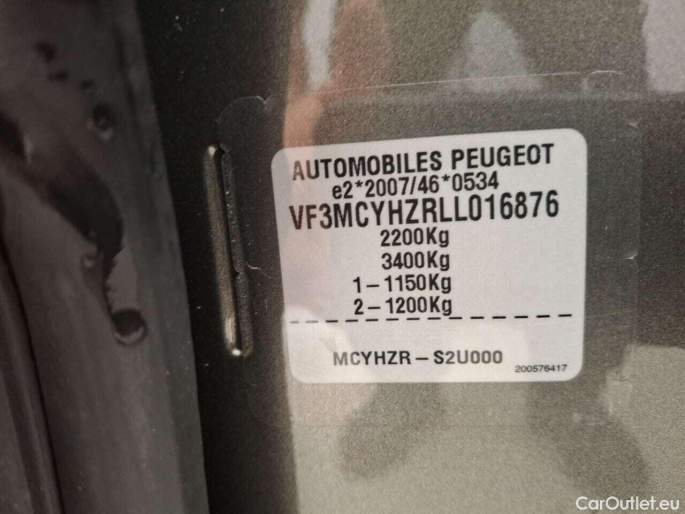 AUTOMOBILES PEUGEOT
e2*2007/46*0534
VF3MCYHZRLL016876
2200Kg
3400Kg
1-1150Kg
2-1200Kg
MCYHZR-S2U000
200576417
CarOutlet.eu